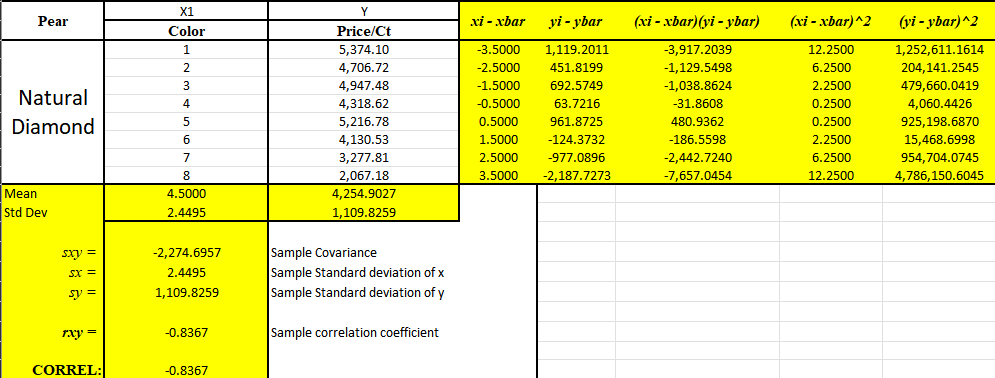 Pear X1 Y xi - xbar yi - ybar (xi - xbar)(yi - ybar) (xi - xbar)^2 (yi - ybar)^2
Color Price/Ct
Natural Diamond
1 5,374.10 -3.5000 1,119.2011 -3,917.2039 12.2500 1,252,611.1614
2 4,706.72 -2.5000 451.8199 -1,129.5498 6.2500 204,141.2545
3 4,947.48 -1.5000 692.5749 -1,038.8624 2.2500 479,660.0419
4 4,318.62 -0.5000 63.7216 -31.8608 0.2500 4,060.4426
5 5,216.78 0.5000 961.8725 480.9362 0.2500 925,198.6870
6 4,130.53 1.5000 -124.3732 -186.5598 2.2500 15,468.6998
7 3,277.81 2.5000 -977.0896 -2,442.7240 6.2500 954,704.0745
8 2,067.18 3.5000 -2,187.7273 -7,657.0454 12.2500 4,786,150.6045
Mean 4.5000 4,254.9027
Std Dev 2.4495 1,109.8259
sxy = -2,274.6957 Sample Covariance
sx = 2.4495 Sample Standard deviation of x
sy = 1,109.8259 Sample Standard deviation of y
rxy = -0.8367 Sample correlation coefficient
CORREL: -0.8367